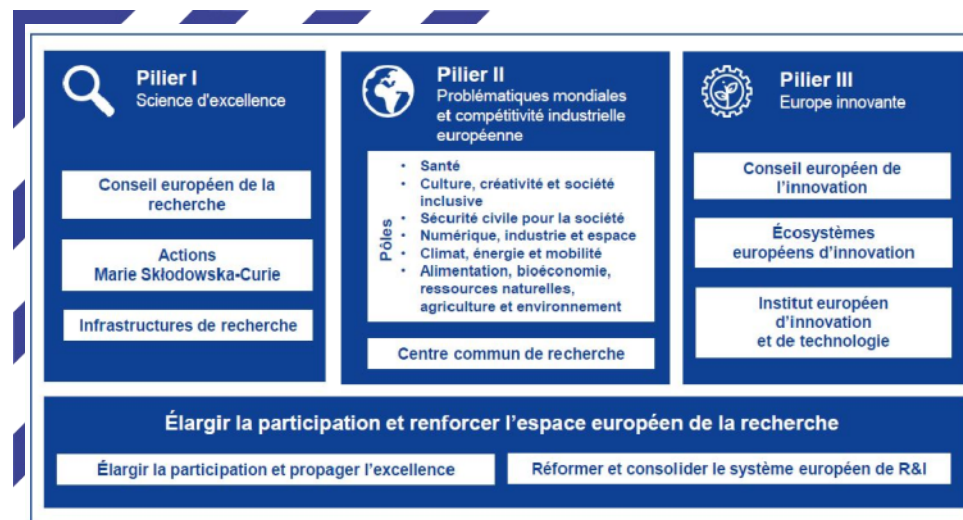 Pilier I
Science d'excellence
Conseil européen de la
recherche
Actions
Marie Skłodowska-Curie
Infrastructures de recherche
Pilier II
Problématiques mondiales
et compétitivité industrielle
européenne
Pôles
• Santé
• Culture, créativité et société
inclusive
• Sécurité civile pour la société
• Numérique, industrie et espace
• Climat, énergie et mobilité
• Alimentation, bioéconomie,
ressources naturelles,
agriculture et environnement
Centre commun de recherche
Pilier III
Europe innovante
Conseil européen de
l'innovation
Écosystèmes
européens d'innovation
Institut européen
d'innovation
et de technologie
Élargir la participation et renforcer l'espace européen de la recherche
Élargir la participation et propager l'excellence
Réformer et consolider le système européen de R&I